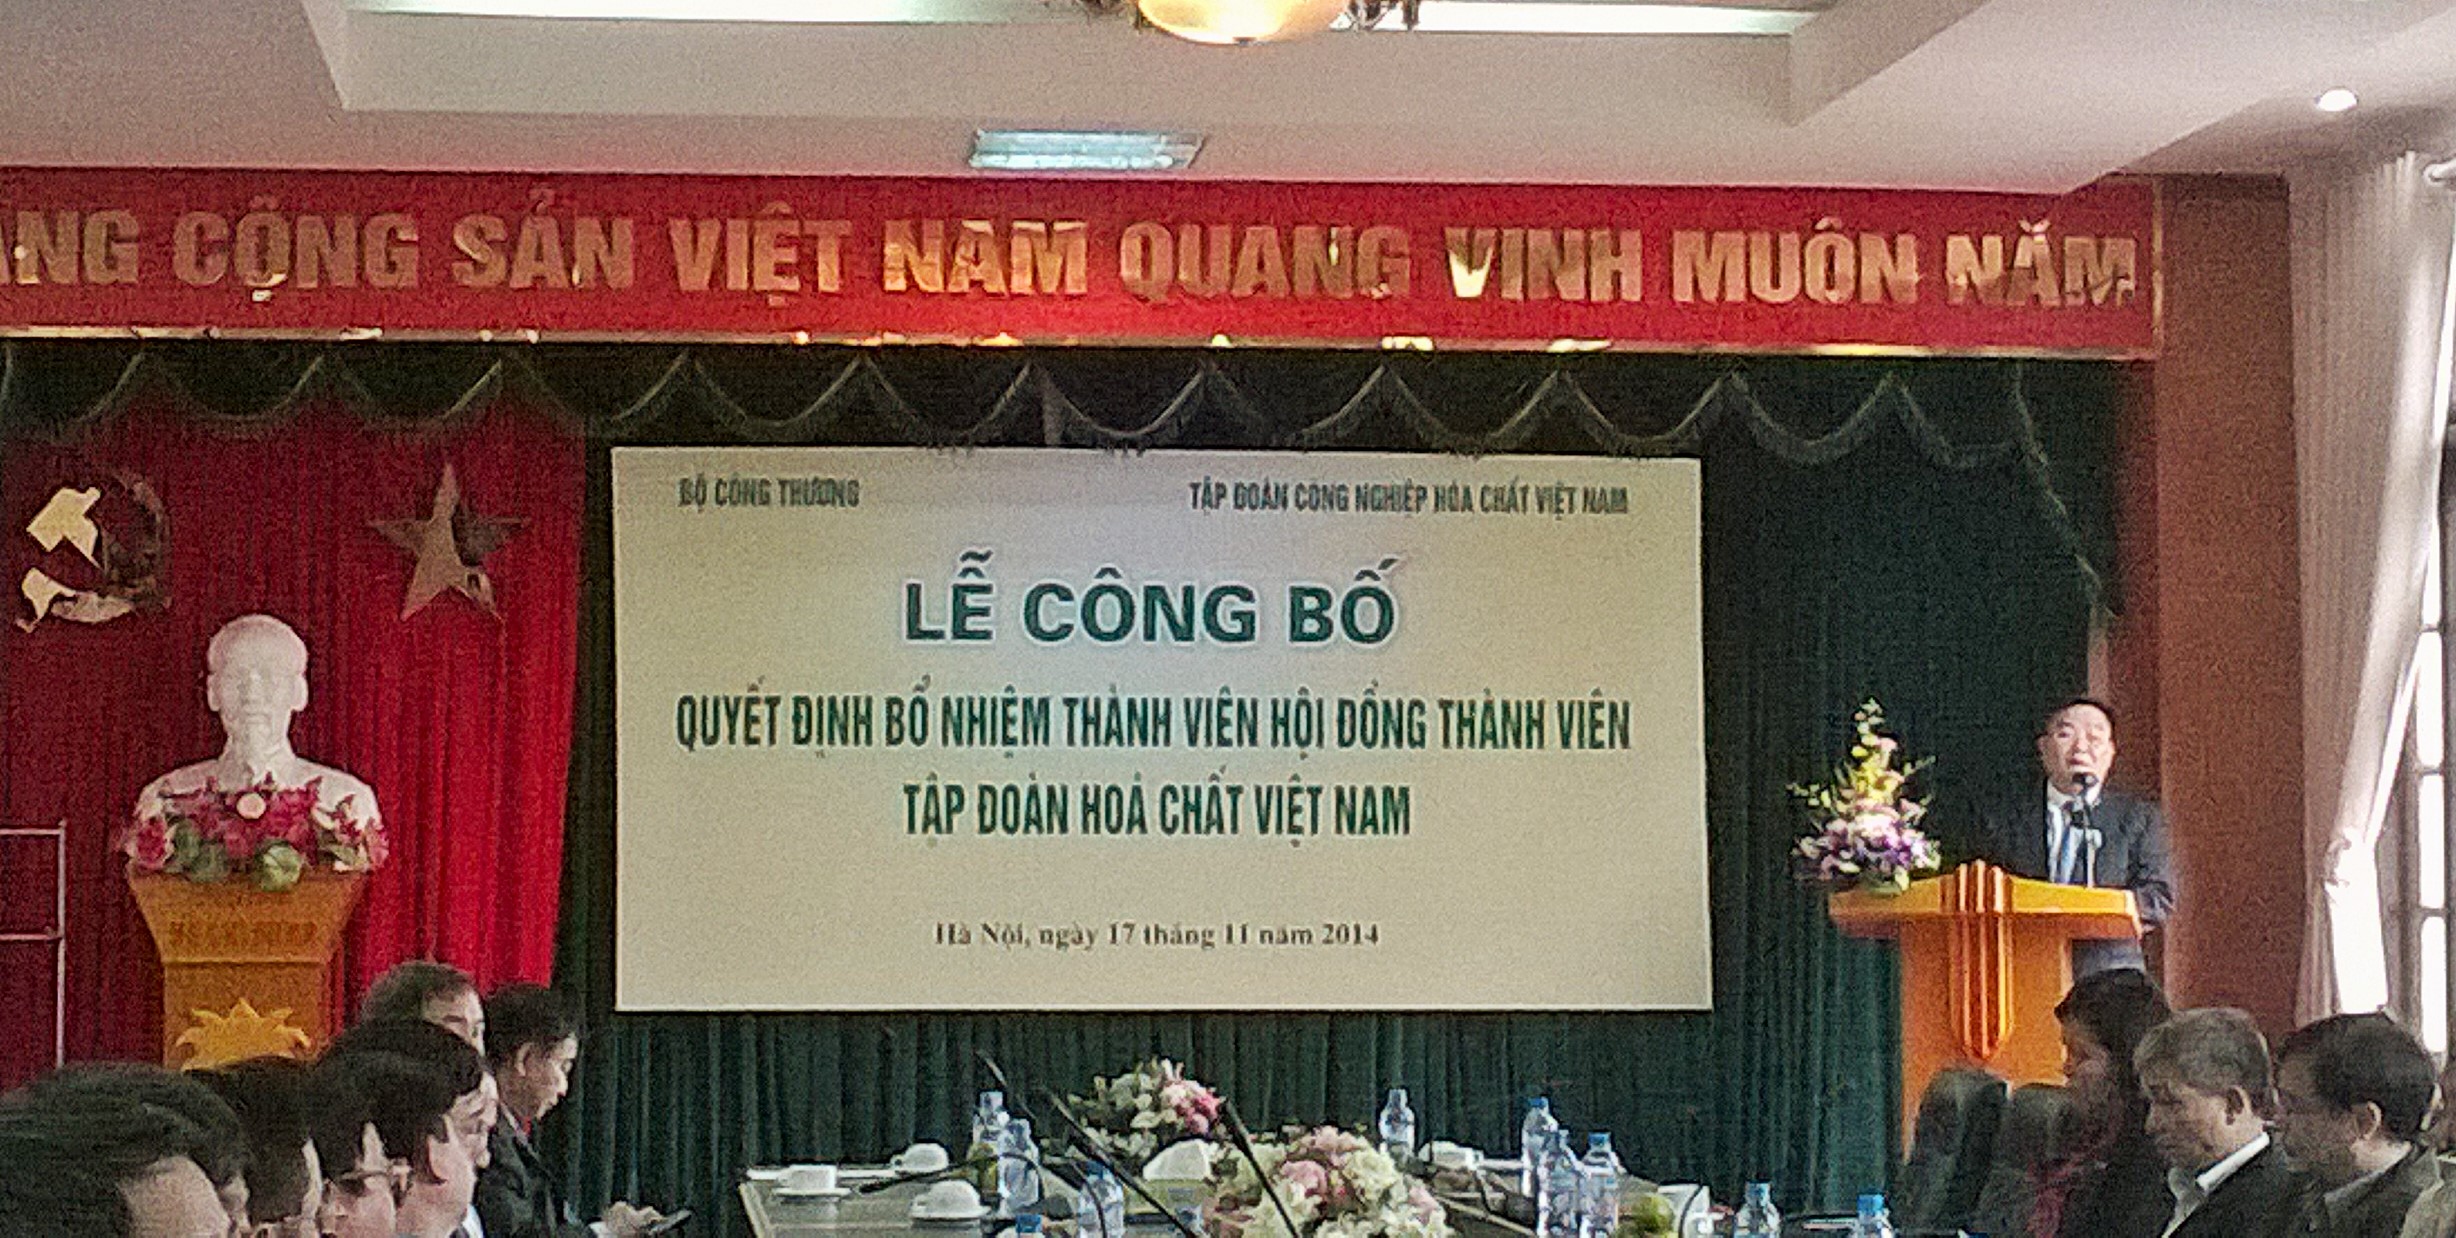 NG CỘNG SẢN VIỆT NAM QUANG VINH MUÔN NĂM
BỘ CÔNG THƯƠNG
TẬP ĐOÀN CÔNG NGHIỆP HÓA CHẤT VIỆT NAM
LỄ CÔNG BỐ
QUYẾT ĐỊNH BỔ NHIỆM THÀNH VIÊN HỘI ĐỒNG THÀNH VIÊN
TẬP ĐOÀN HOÁ CHẤT VIỆT NAM
Hà Nội, ngày 17 tháng 11 năm 2014